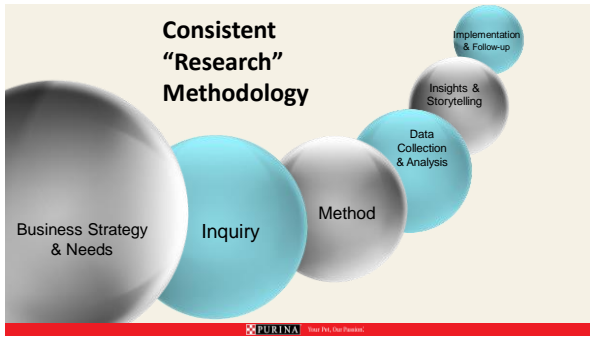 Consistent
“Research”
Methodology
Business Strategy
& Needs
Inquiry
Method
Data
Collection
& Analysis
Insights &
Storytelling
Implementation
& Follow-up
PURINA
Your Pet, Our Passion.